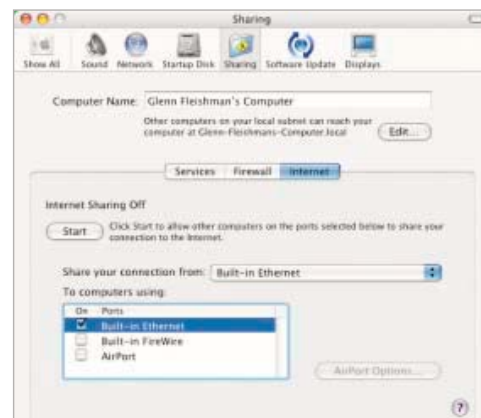 Sharing
Show All Sound Network Startup Disk Sharing Software Update Displays
Computer Name: Glenn Fleishman's Computer
Other computers on your local subnet can reach your
computer at Glenn-Fleishmans-Computer.local
Edit...
Services Firewall Internet
Internet Sharing Off
Start
Click Start to allow other computers on the ports selected below to share your
connection to the Internet.
Share your connection from: Built-in Ethernet
To computers using:
On Ports
Built-in Ethernet
Built-in FireWire
AirPort
AirPort Options...
?